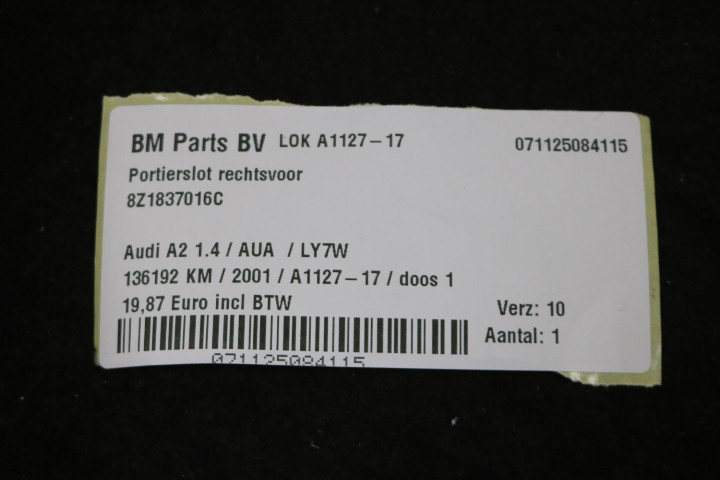 BM Parts BV LOK A1127-17 071125084115
Portierslot rechtsvoor
8Z1837016C
Audi A2 1.4 / AUA / LY7W
136192 KM / 2001 / A1127-17 / doos 1
19,87 Euro incl BTW
Verz: 10
Aantal: 1
071125084115